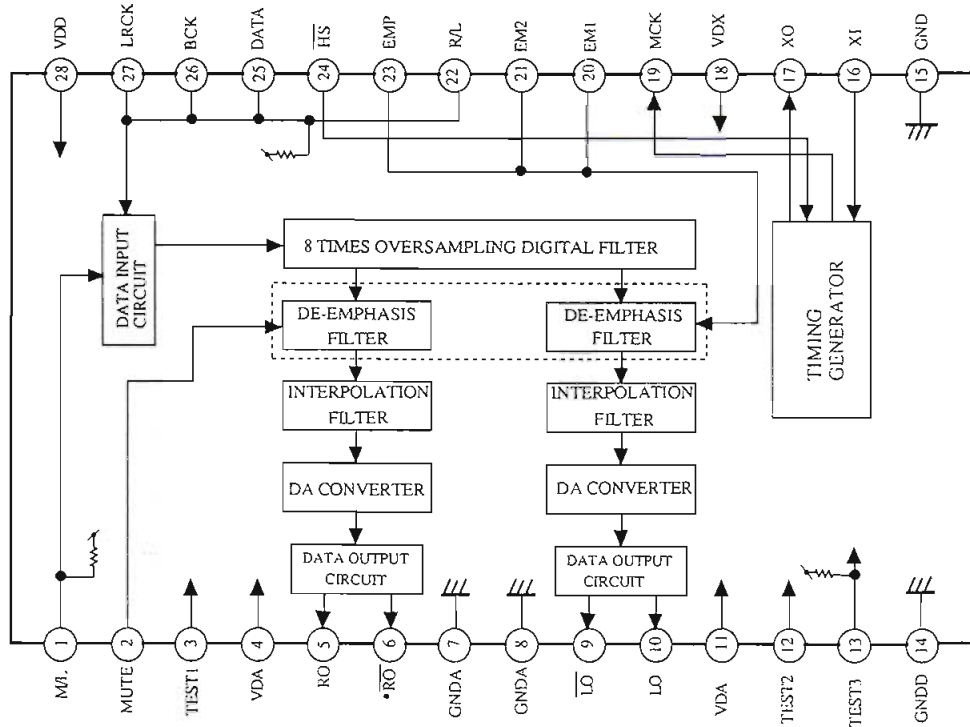 VDD
LRCK
BCK
DATA
HS
EMP
R/L
EM2
EM1
MCK
VDX
XO
XI
GND
28
27
26
25
24
23
22
21
20
19
18
17
16
15
DATA INPUT
CIRCUIT
8 TIMES OVERSAMPLING DIGITAL FILTER
DE-EMPHASIS
FILTER
DE-EMPHASIS
FILTER
INTERPOLATION
FILTER
INTERPOLATION
FILTER
DA CONVERTER
DA CONVERTER
DATA OUTPUT
CIRCUIT
DATA OUTPUT
CIRCUIT
TIMING
GENERATOR
1
2
3
4
5
6
7
8
9
10
11
12
13
14
M/L
MUTE
TEST1
VDA
RO
•RO
GNDA
GNDA
LO
LO
VDA
TEST2
TEST3
GNDD